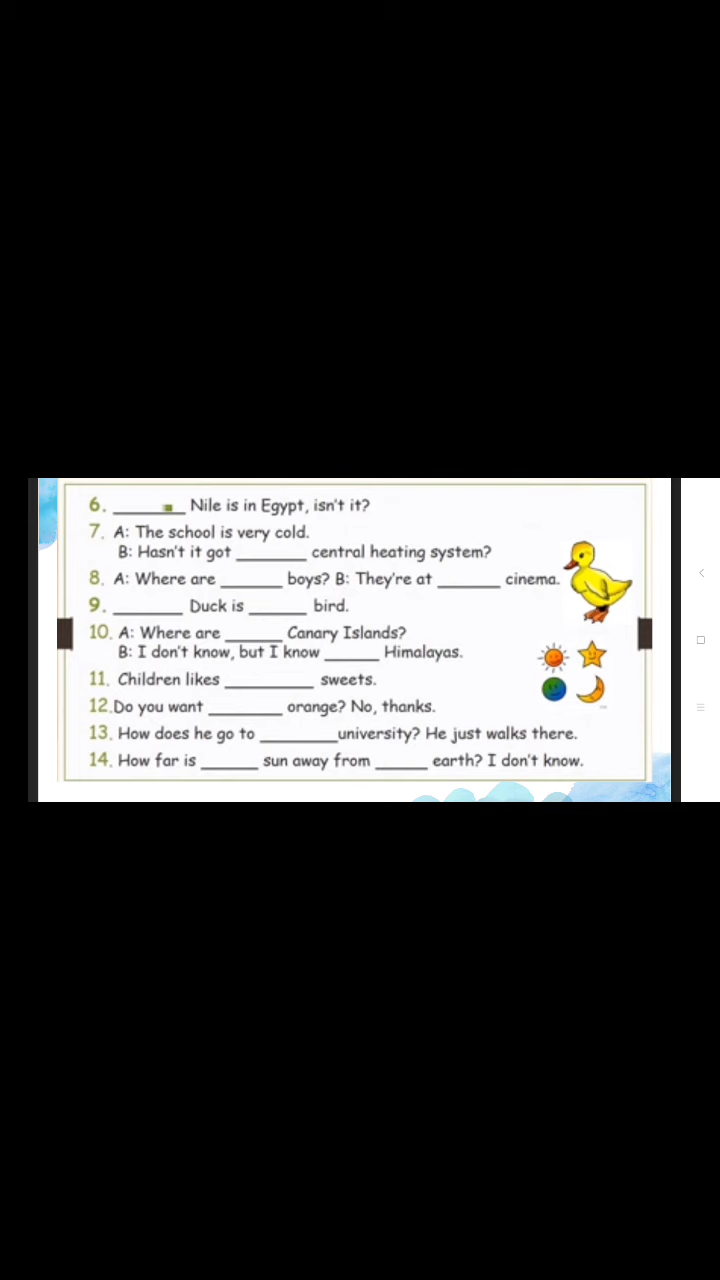 6. ________ Nile is in Egypt, isn't it?
7. A: The school is very cold.
B: Hasn't it got ________ central heating system?
8. A: Where are _______ boys? B: They're at _______ cinema.
9. ________ Duck is _______ bird.
10. A: Where are _______ Canary Islands?
B: I don't know, but I know ______ Himalayas.
11. Children likes __________ sweets.
12. Do you want _________ orange? No, thanks.
13. How does he go to _________university? He just walks there.
14. How far is _______ sun away from ______ earth? I don't know.